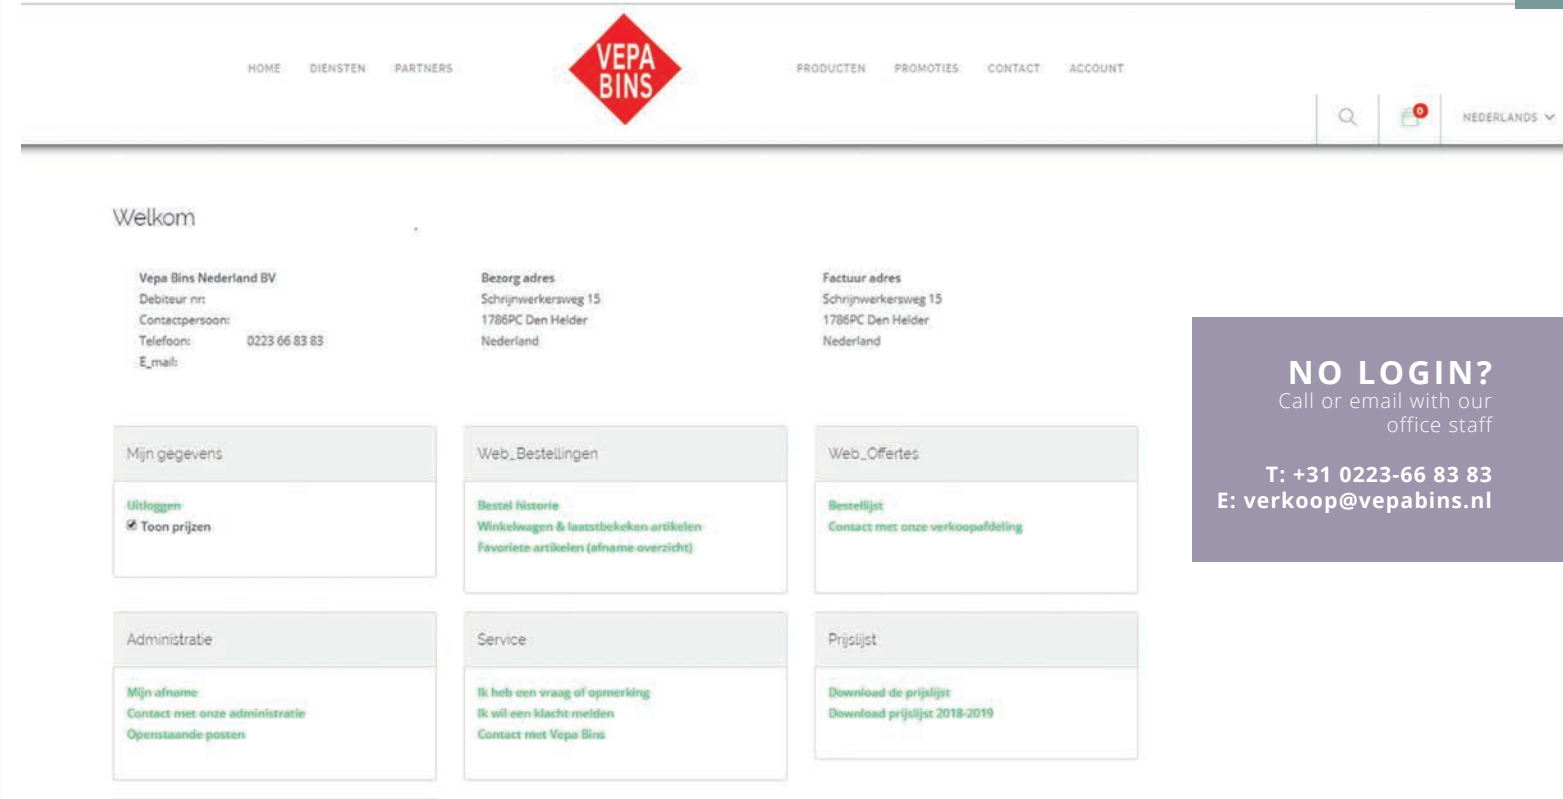 HOME DIENSTEN PARTNERS
VEPA
BINS
PRODUCTEN PROMOTIES CONTACT ACCOUNT
0
NEDERLANDS
Welkom
Vepa Bins Nederland BV
Debiteur nr:
Contactpersoon:
Telefoon: 0223 66 83 83
E_mail:
Bezorg adres
Schrijnwerkersweg 15
1786PC Den Helder
Nederland
Factuur adres
Schrijnwerkersweg 15
1786PC Den Helder
Nederland
NO LOGIN?
Call or email with our
office staff
T: +31 0223-66 83 83
E: verkoop@vepabins.nl
Mijn gegevens
Uitloggen
Toon prijzen
Web_Bestellingen
Bestel historie
Winkelwagen & laatstbekeken artikelen
Favoriete artikelen (afname overzicht)
Web_Offertes
Bestellijst
Contact met onze verkoopafdeling
Administratie
Mijn afname
Contact met onze administratie
Openstaande posten
Service
Ik heb een vraag of opmerking
Ik wil een klacht melden
Contact met Vepa Bins
Prijslijst
Download de prijslijst
Download prijslijst 2018-2019